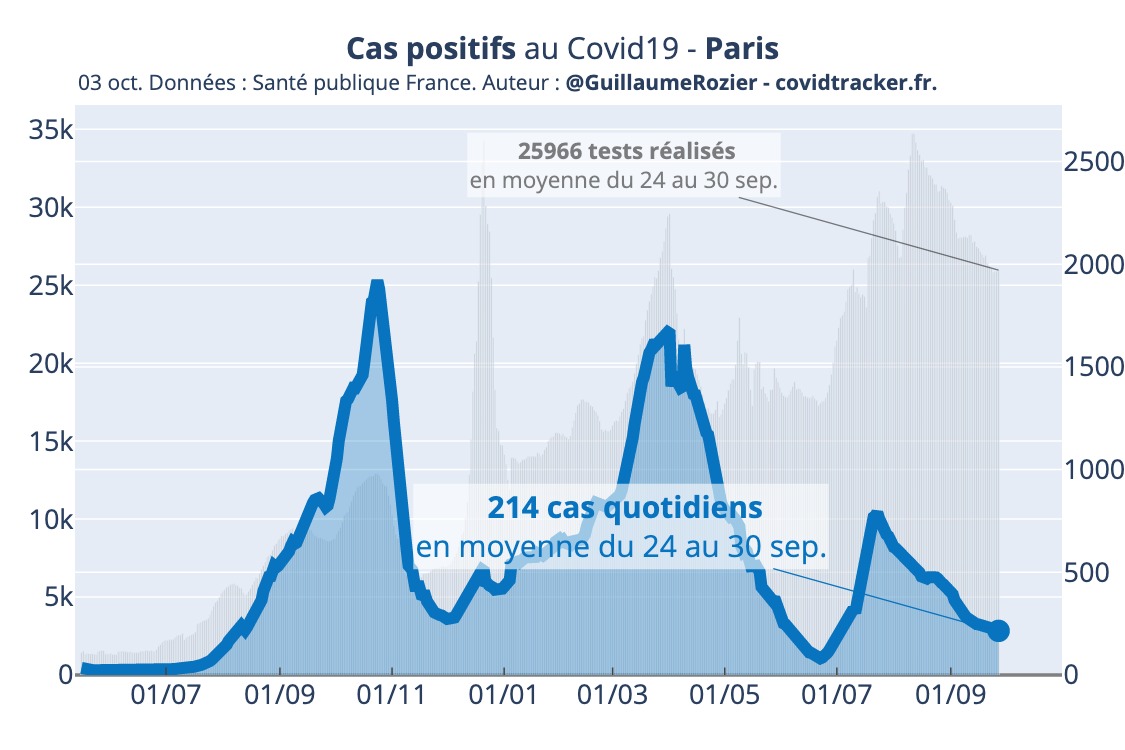 Cas positifs au Covid19 - Paris
03 oct. Données : Santé publique France. Auteur : @GuillaumeRozier - covidtracker.fr.
35k
30k
25k
20k
15k
10k
5k
0
25966 tests réalisés
en moyenne du 24 au 30 sep.
214 cas quotidiens
en moyenne du 24 au 30 sep.
2500
2000
1500
1000
500
0
01/07 01/09 01/11 01/01 01/03 01/05 01/07 01/09